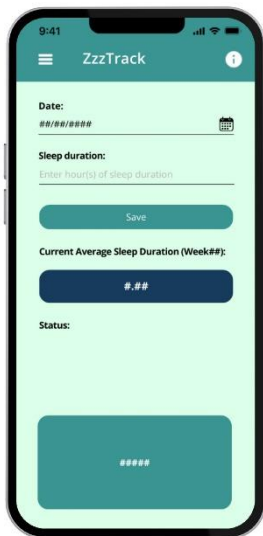 9:41
ZzzTrack
Date:
##/##/####
Sleep duration:
Enter hour(s) of sleep duration
Save
Current Average Sleep Duration (Week##):
#.##
Status:
#####